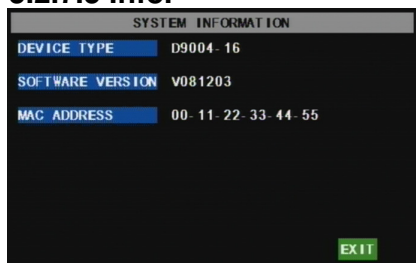 SYSTEM INFORMATION
DEVICE TYPE D9004-16
SOFTWARE VERSION V081203
MAC ADDRESS 00-11-22-33-44-55
EXIT